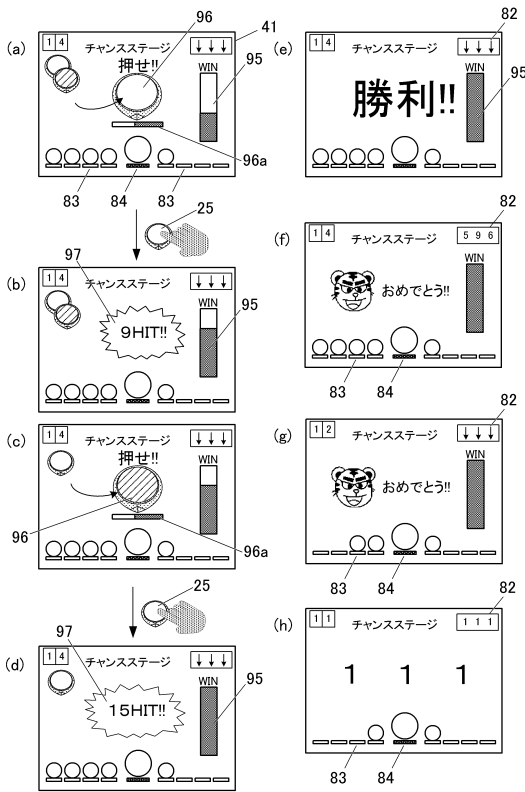 (a)
1 4
チャンスステージ
↓ ↓ ↓
押せ!!
WIN
96
41
95
96a
83
84
83
25
(b)
97
1 4
チャンスステージ
↓ ↓ ↓
9HIT!!
WIN
95
(c)
1 4
チャンスステージ
↓ ↓ ↓
押せ!!
WIN
96
96a
25
(d)
97
1 4
チャンスステージ
↓ ↓ ↓
15HIT!!
WIN
95
(e)
1 4
チャンスステージ
↓ ↓ ↓
82
WIN
勝利!!
95
(f)
1 4
チャンスステージ
5 9 6
82
WIN
おめでとう!!
83
84
(g)
1 2
チャンスステージ
↓ ↓ ↓
82
WIN
おめでとう!!
83
84
(h)
1 1
チャンスステージ
1 1 1
82
1 1 1
83
84